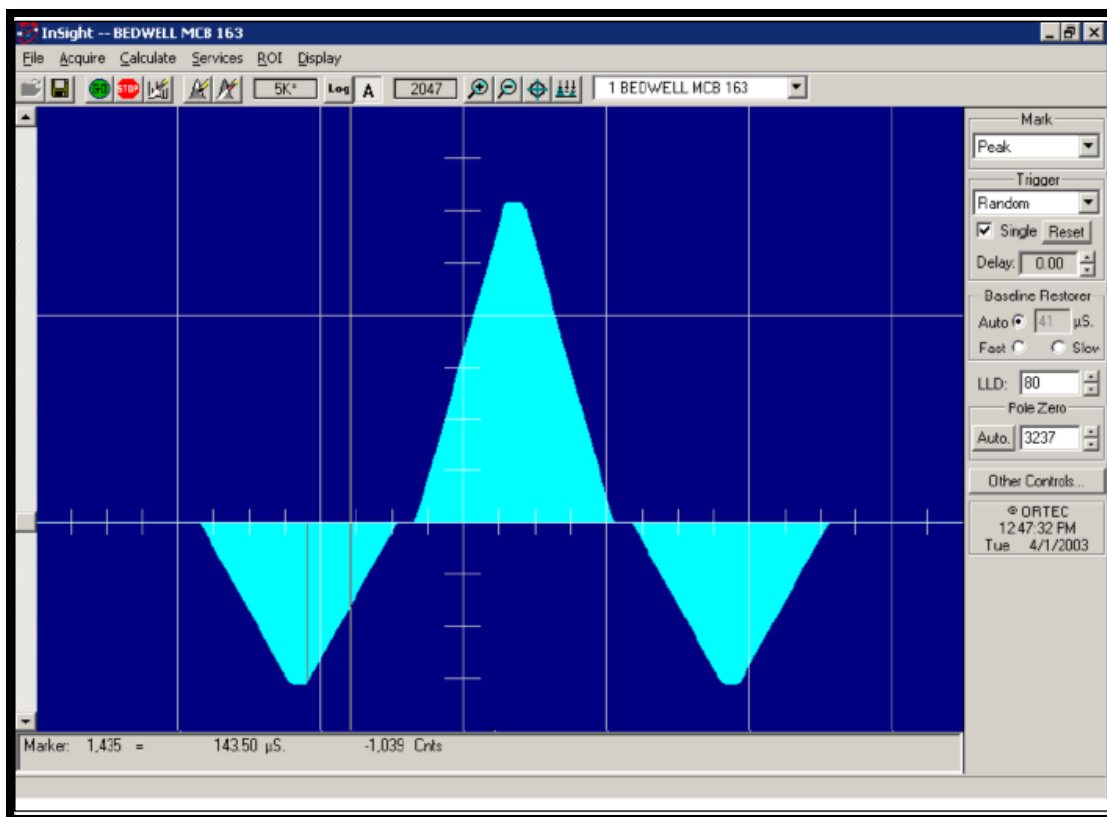 InSight -- BEDWELL MCB 163
File Acquire Calculate Services ROI Display
GO STOP 5K* Log A 2047 1 BEDWELL MCB 163
Mark
Peak
Trigger
Random
Single Reset
Delay: 0.00
Baseline Restorer
Auto 41 µS.
Fast Slow
LLD: 80
Pole Zero
Auto. 3237
Other Controls...
© ORTEC
12:47:32 PM
Tue 4/1/2003
Marker: 1,435 = 143.50 µS. -1,039 Cnts